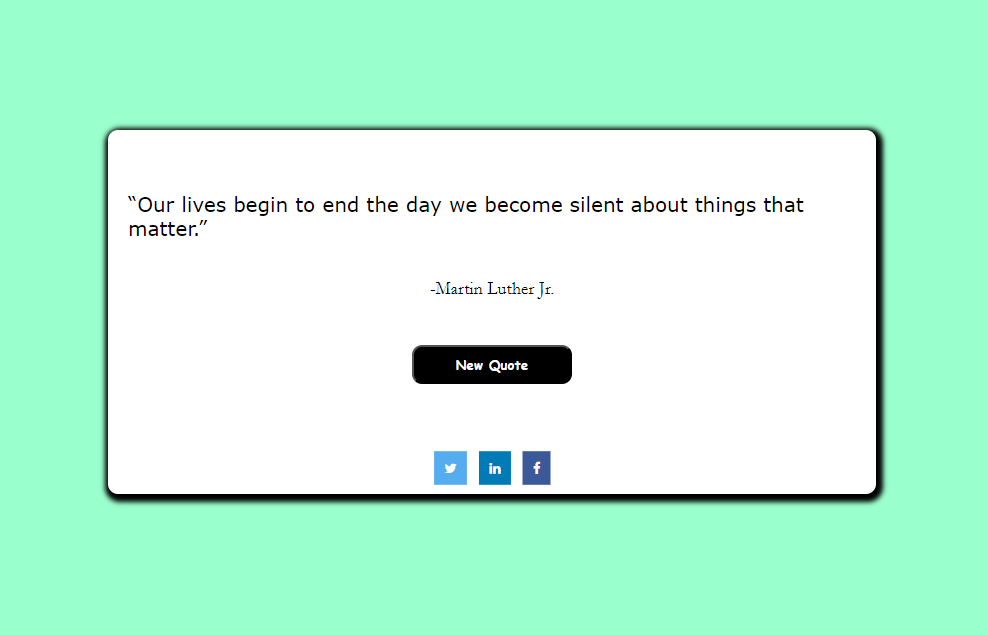 “Our lives begin to end the day we become silent about things that
matter.”
-Martin Luther Jr.
New Quote
in f